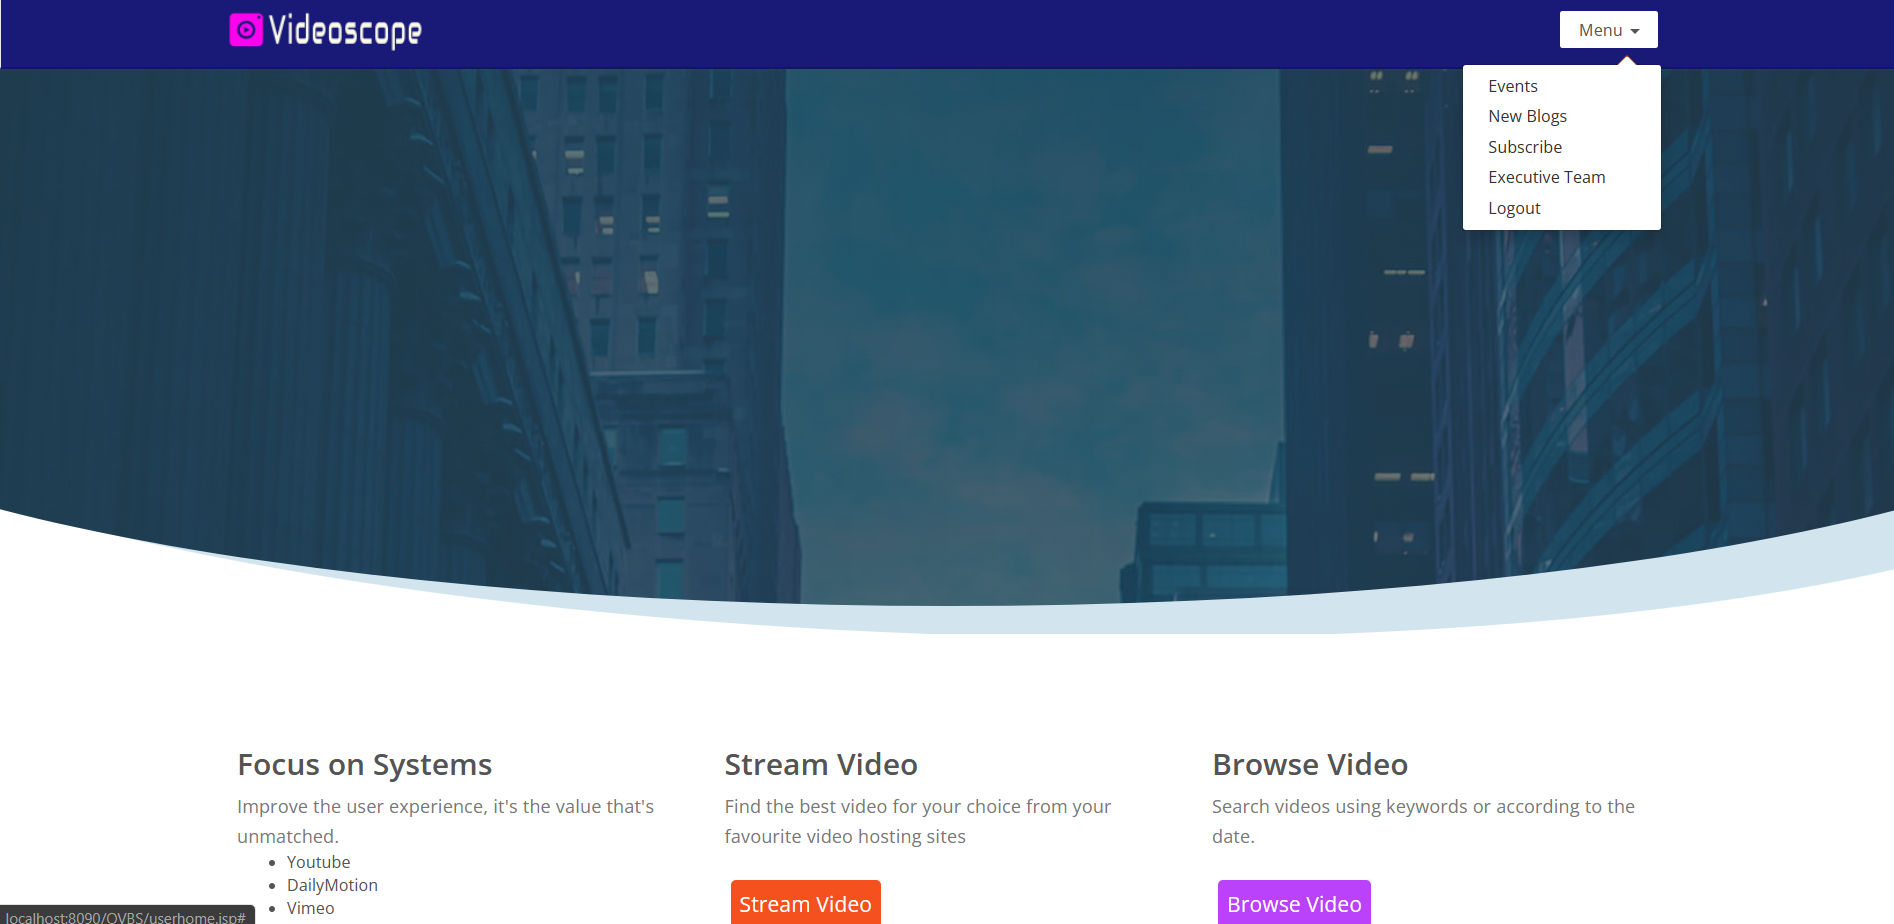 Videoscope
Menu
Events
New Blogs
Subscribe
Executive Team
Logout
Focus on Systems
Improve the user experience, it's the value that's
unmatched.
Youtube
DailyMotion
Vimeo
Stream Video
Find the best video for your choice from your
favourite video hosting sites
Stream Video
Browse Video
Search videos using keywords or according to the
date.
Browse Video
localhost:8090/OVBS/userhome.jsp#